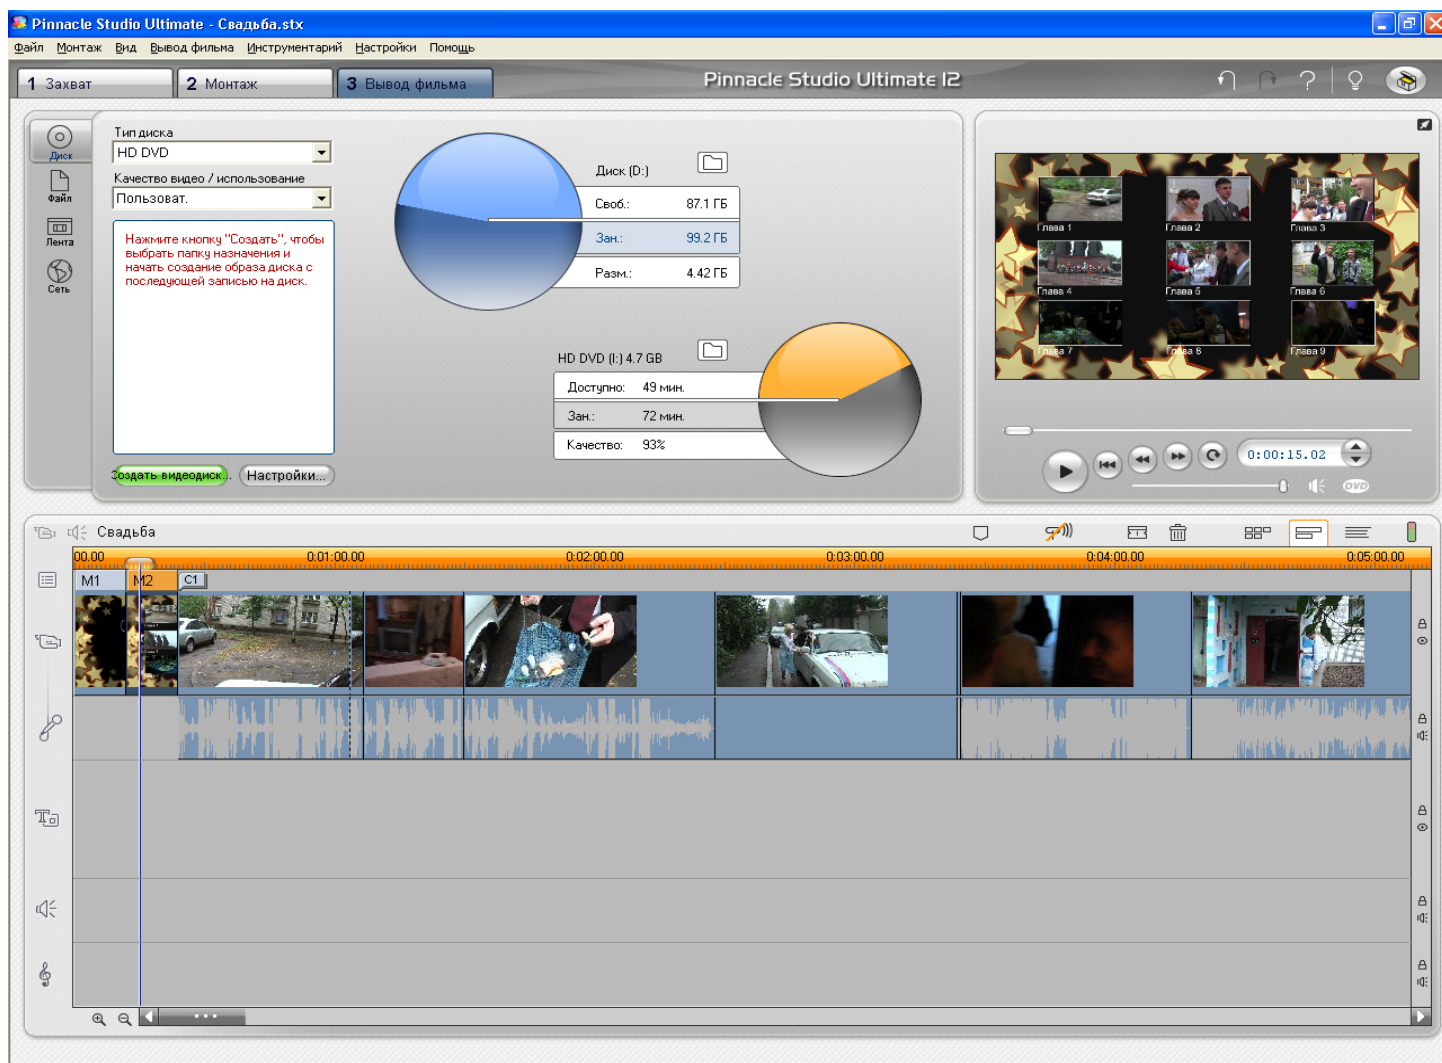 Pinnacle Studio Ultimate - Свадьба.stx
Файл Монтаж Вид Вывод фильма Инструментарий Настройки Помощь
1 Захват 2 Монтаж 3 Вывод фильма Pinnacle Studio Ultimate 12
Диск
Файл
Лента
Сеть
Тип диска
HD DVD
Качество видео / использование
Пользоват.
Нажмите кнопку "Создать", чтобы
выбрать папку назначения и
начать создание образа диска с
последующей записью на диск.
Создать видеодиск... Настройки...
Диск (D:)
Своб.: 87.1 ГБ
Зан.: 99.2 ГБ
Разм.: 4.42 ГБ
HD DVD (I:) 4.7 GB
Доступно: 49 мин.
Зан.: 72 мин.
Качество: 93%
Глава 1 Глава 2 Глава 3
Глава 4 Глава 5 Глава 6
Глава 7 Глава 8 Глава 9
0:00:15.02
DVD
Свадьба
00.00 0:01:00.00 0:02:00.00 0:03:00.00 0:04:00.00 0:05:00.00
M1 M2 C1